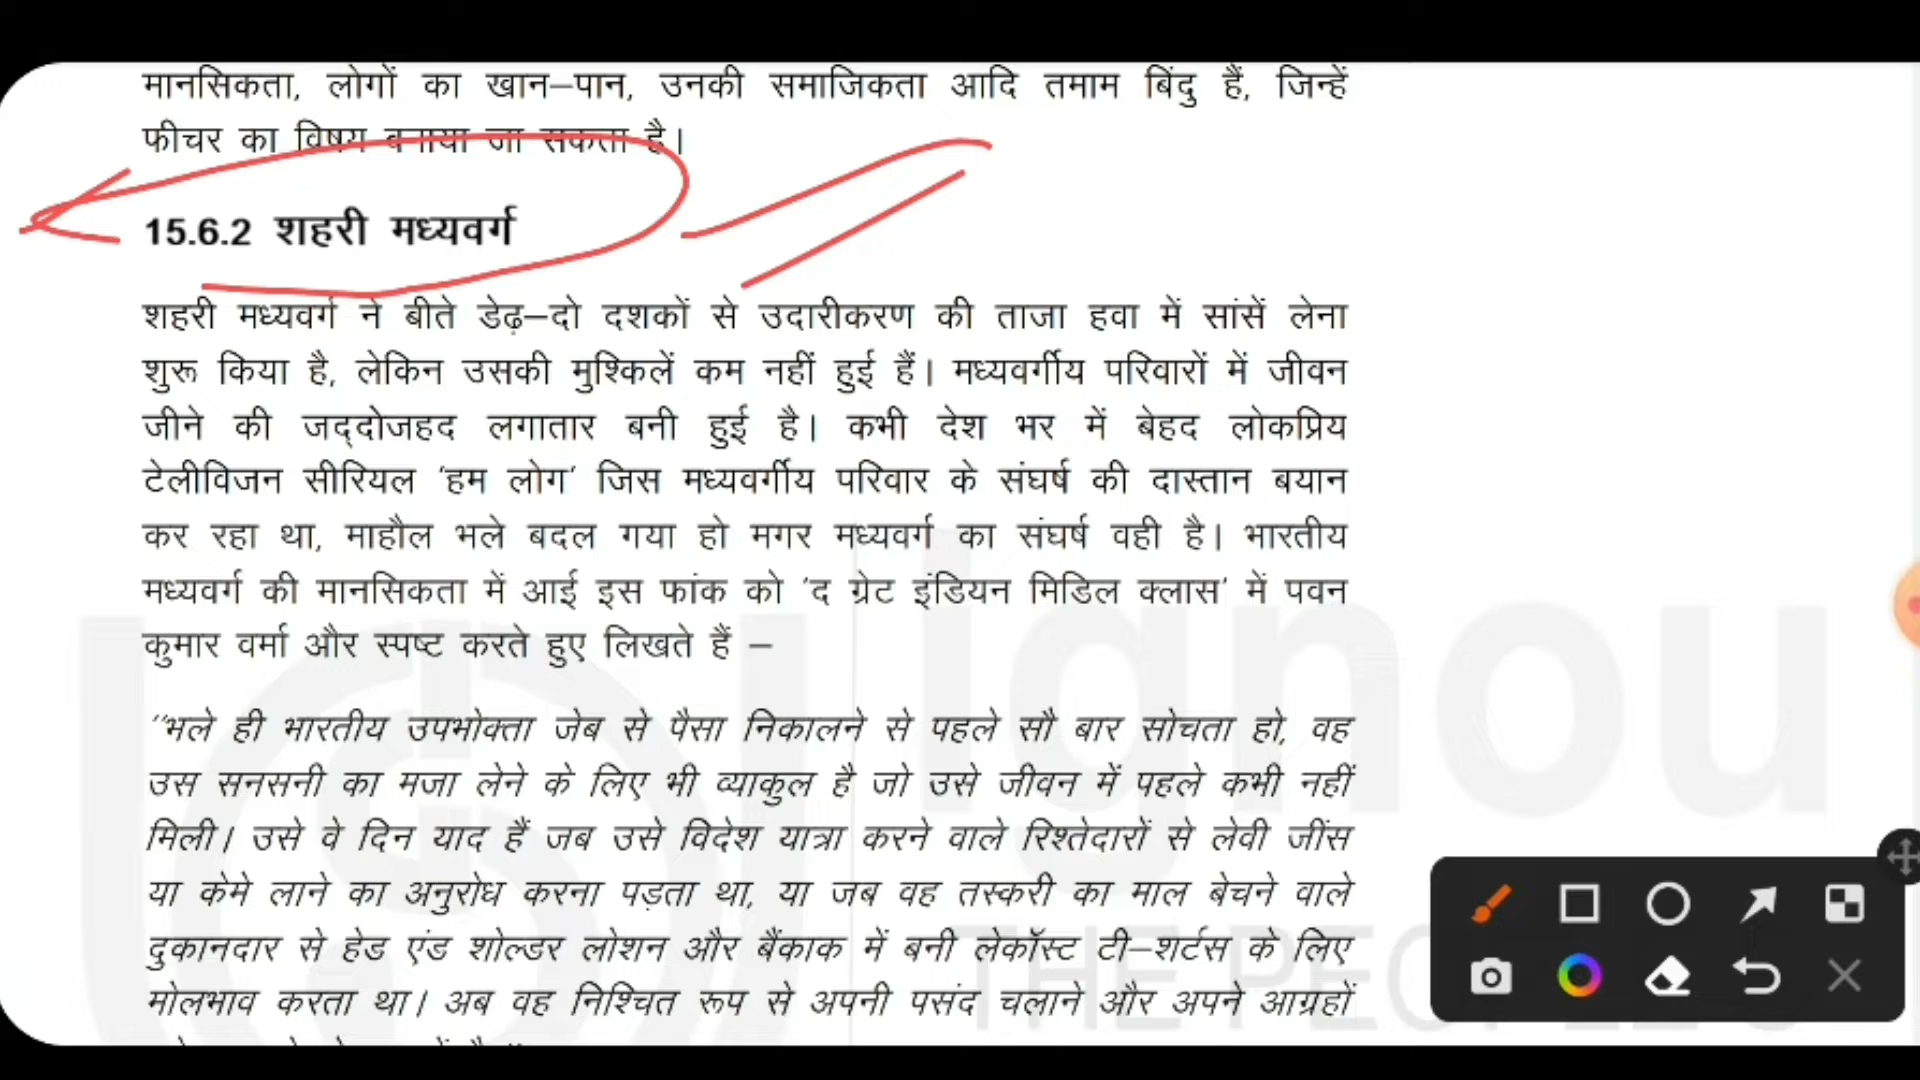 मानसिकता, लोगों का खान–पान, उनकी समाजिकता आदि तमाम बिंदु हैं, जिन्हें
फीचर का विषय बनाया जा सकता है।
15.6.2 शहरी मध्यवर्ग
शहरी मध्यवर्ग ने बीते डेढ़–दो दशकों से उदारीकरण की ताजा हवा में सांसें लेना
शुरू किया है, लेकिन उसकी मुश्किलें कम नहीं हुई हैं। मध्यवर्गीय परिवारों में जीवन
जीने की जद्दोजहद लगातार बनी हुई है। कभी देश भर में बेहद लोकप्रिय
टेलीविजन सीरियल 'हम लोग' जिस मध्यवर्गीय परिवार के संघर्ष की दास्तान बयान
कर रहा था, माहौल भले बदल गया हो मगर मध्यवर्ग का संघर्ष वही है। भारतीय
मध्यवर्ग की मानसिकता में आई इस फांक को 'द ग्रेट इंडियन मिडिल क्लास' में पवन
कुमार वर्मा और स्पष्ट करते हुए लिखते हैं –
"भले ही भारतीय उपभोक्ता जेब से पैसा निकालने से पहले सौ बार सोचता हो, वह
उस सनसनी का मजा लेने के लिए भी व्याकुल है जो उसे जीवन में पहले कभी नहीं
मिली। उसे वे दिन याद हैं जब उसे विदेश यात्रा करने वाले रिश्तेदारों से लेवी जींस
या केमे लाने का अनुरोध करना पड़ता था, या जब वह तस्करी का माल बेचने वाले
दुकानदार से हेड एंड शोल्डर लोशन और बैंकाक में बनी लेकॉस्ट टी–शर्टस के लिए
मोलभाव करता था। अब वह निश्चित रूप से अपनी पसंद चलाने और अपने आग्रहों
ignou
THE PEOPLE'S